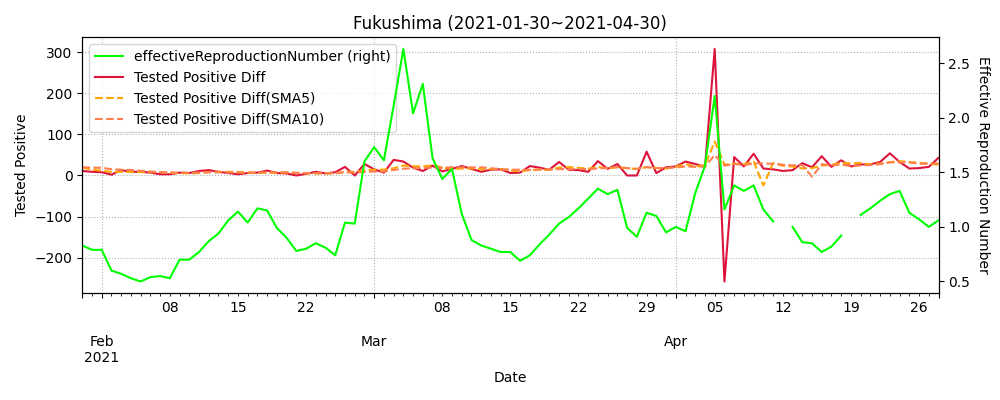 Fukushima (2021-01-30~2021-04-30)
effectiveReproductionNumber (right)
Tested Positive Diff
Tested Positive Diff(SMA5)
Tested Positive Diff(SMA10)
Tested Positive
300
200
100
0
−100
−200
2.5
2.0
1.5
1.0
0.5
Effective Reproduction Number
08 15 22 08 15 22 29 05 12 19 26
Feb Mar Apr
2021
Date